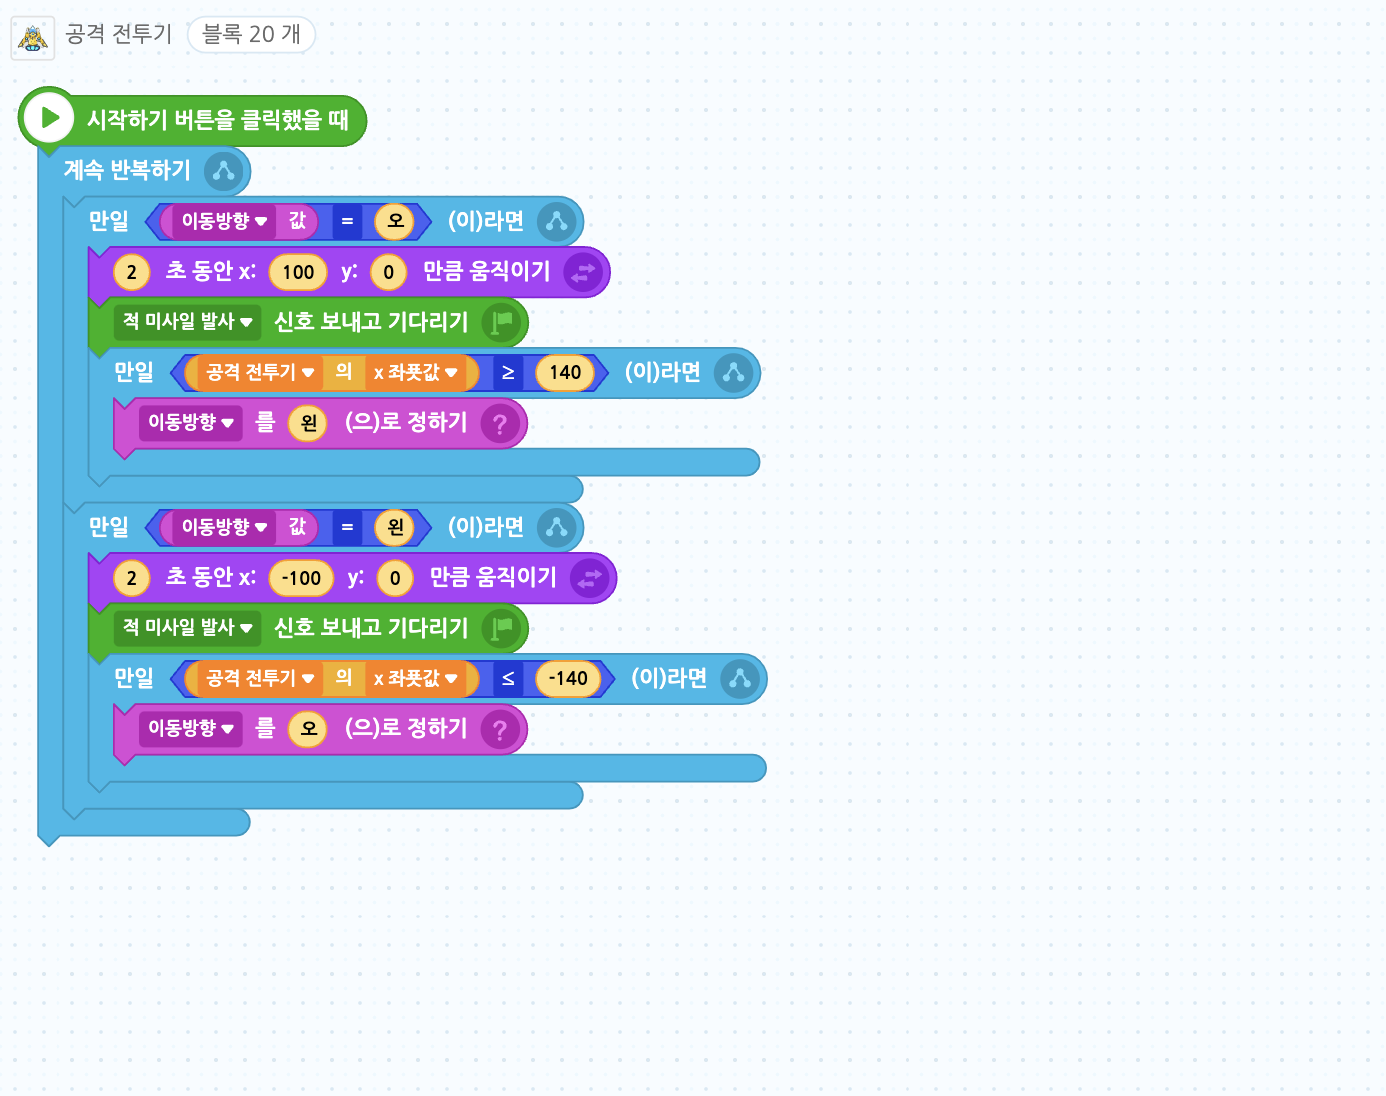 공격 전투기 블록 20 개
시작하기 버튼을 클릭했을 때
계속 반복하기
만일 이동방향 값 = 오 (이)라면
2 초 동안 x: 100 y: 0 만큼 움직이기
적 미사일 발사 신호 보내고 기다리기
만일 공격 전투기 의 x 좌푯값 ≥ 140 (이)라면
이동방향 를 왼 (으)로 정하기 ?
만일 이동방향 값 = 왼 (이)라면
2 초 동안 x: -100 y: 0 만큼 움직이기
적 미사일 발사 신호 보내고 기다리기
만일 공격 전투기 의 x 좌푯값 ≤ -140 (이)라면
이동방향 를 오 (으)로 정하기 ?